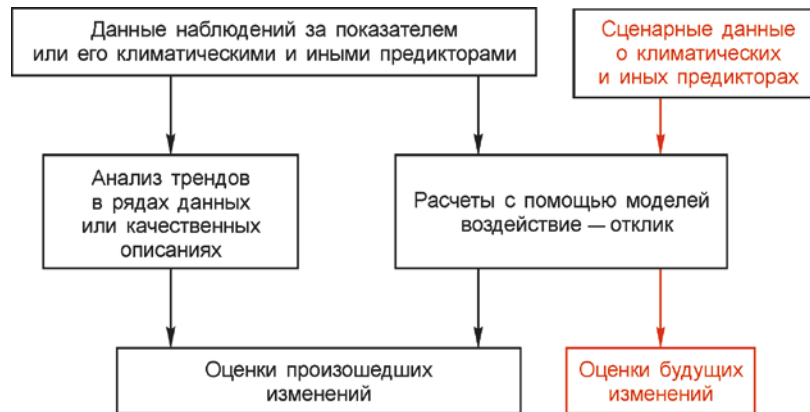 Данные наблюдений за показателем
или его климатическими и иными предикторами
Сценарные данные
о климатических
и иных предикторах
Анализ трендов
в рядах данных
или качественных
описаниях
Расчеты с помощью моделей
воздействие — отклик
Оценки произошедших
изменений
Оценки будущих
изменений